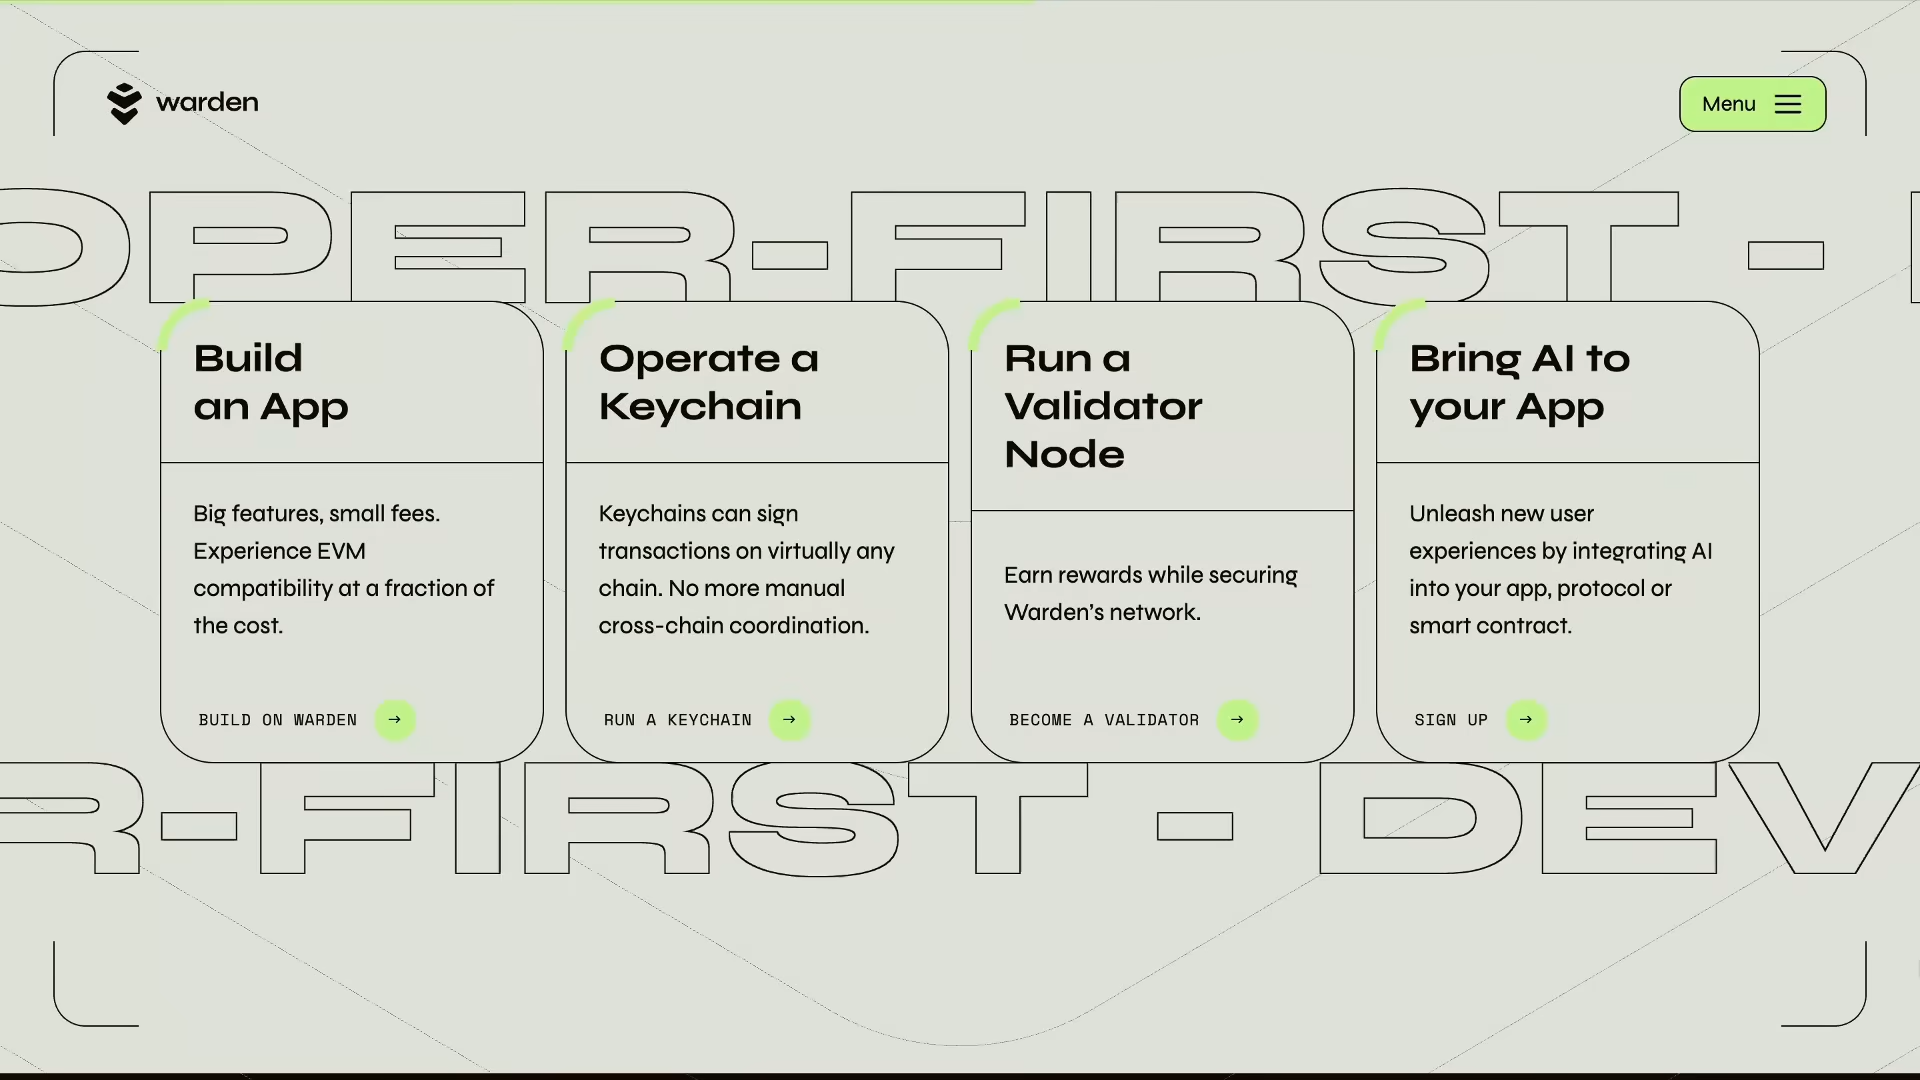 warden
Menu
OPER-FIRST -
Build
an App
Big features, small fees.
Experience EVM
compatibility at a fraction of
the cost.
BUILD ON WARDEN →
Operate a
Keychain
Keychains can sign
transactions on virtually any
chain. No more manual
cross-chain coordination.
RUN A KEYCHAIN →
Run a
Validator
Node
Earn rewards while securing
Warden’s network.
BECOME A VALIDATOR →
Bring AI to
your App
Unleash new user
experiences by integrating AI
into your app, protocol or
smart contract.
SIGN UP →
R-FIRST - DEV